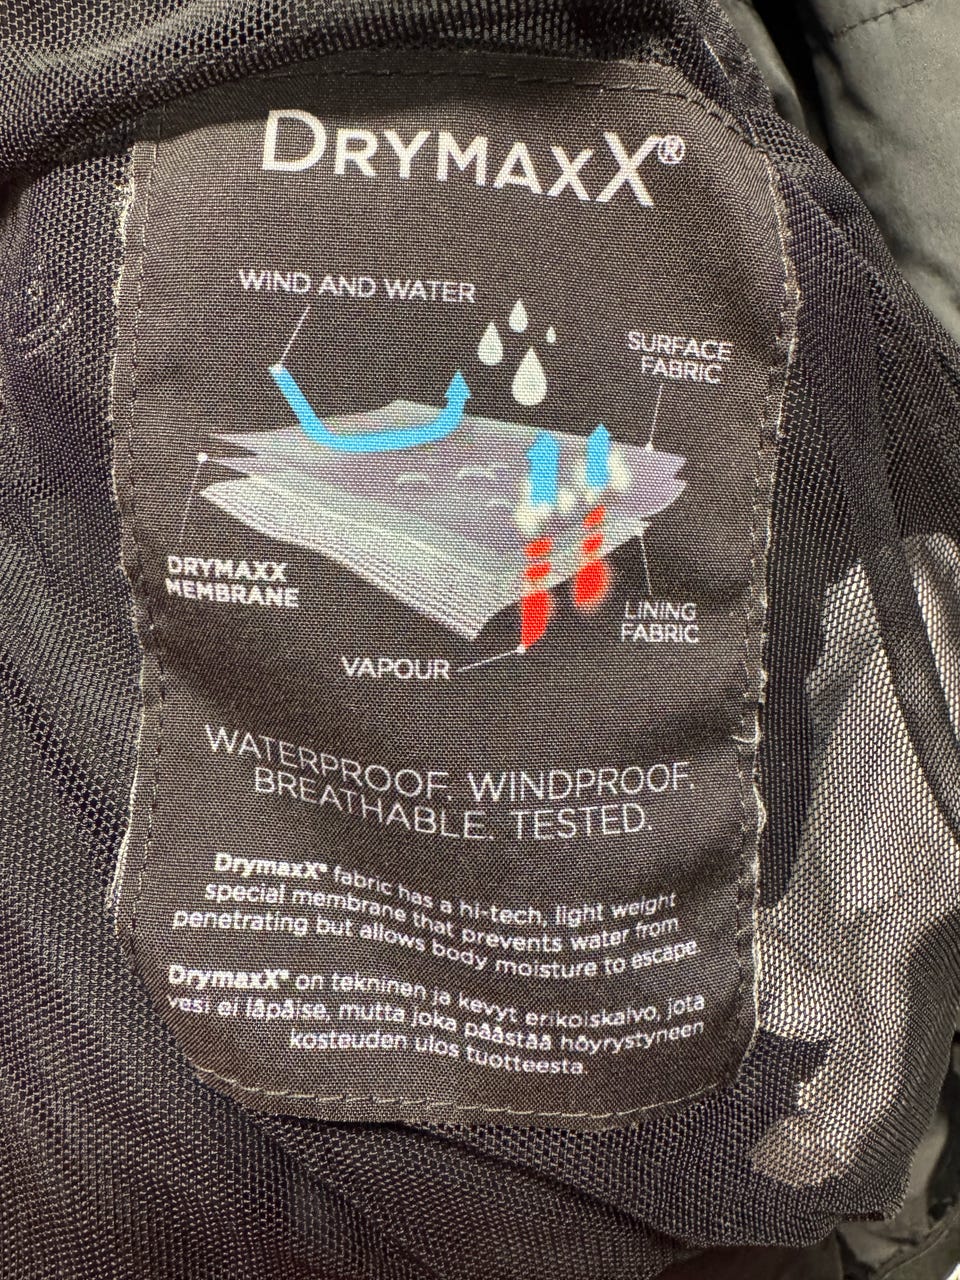 DRYMAXX®
WIND AND WATER
SURFACE
FABRIC
DRYMAXX
MEMBRANE
LINING
FABRIC
VAPOUR
WATERPROOF. WINDPROOF.
BREATHABLE. TESTED.
DrymaxX® fabric has a hi-tech, light weight
special membrane that prevents water from
penetrating but allows body moisture to escape.
DrymaxX® on tekninen ja kevyt erikoiskalvo, jota
vesi ei läpäise, mutta joka päästää höyrystyneen
kosteuden ulos tuotteesta.